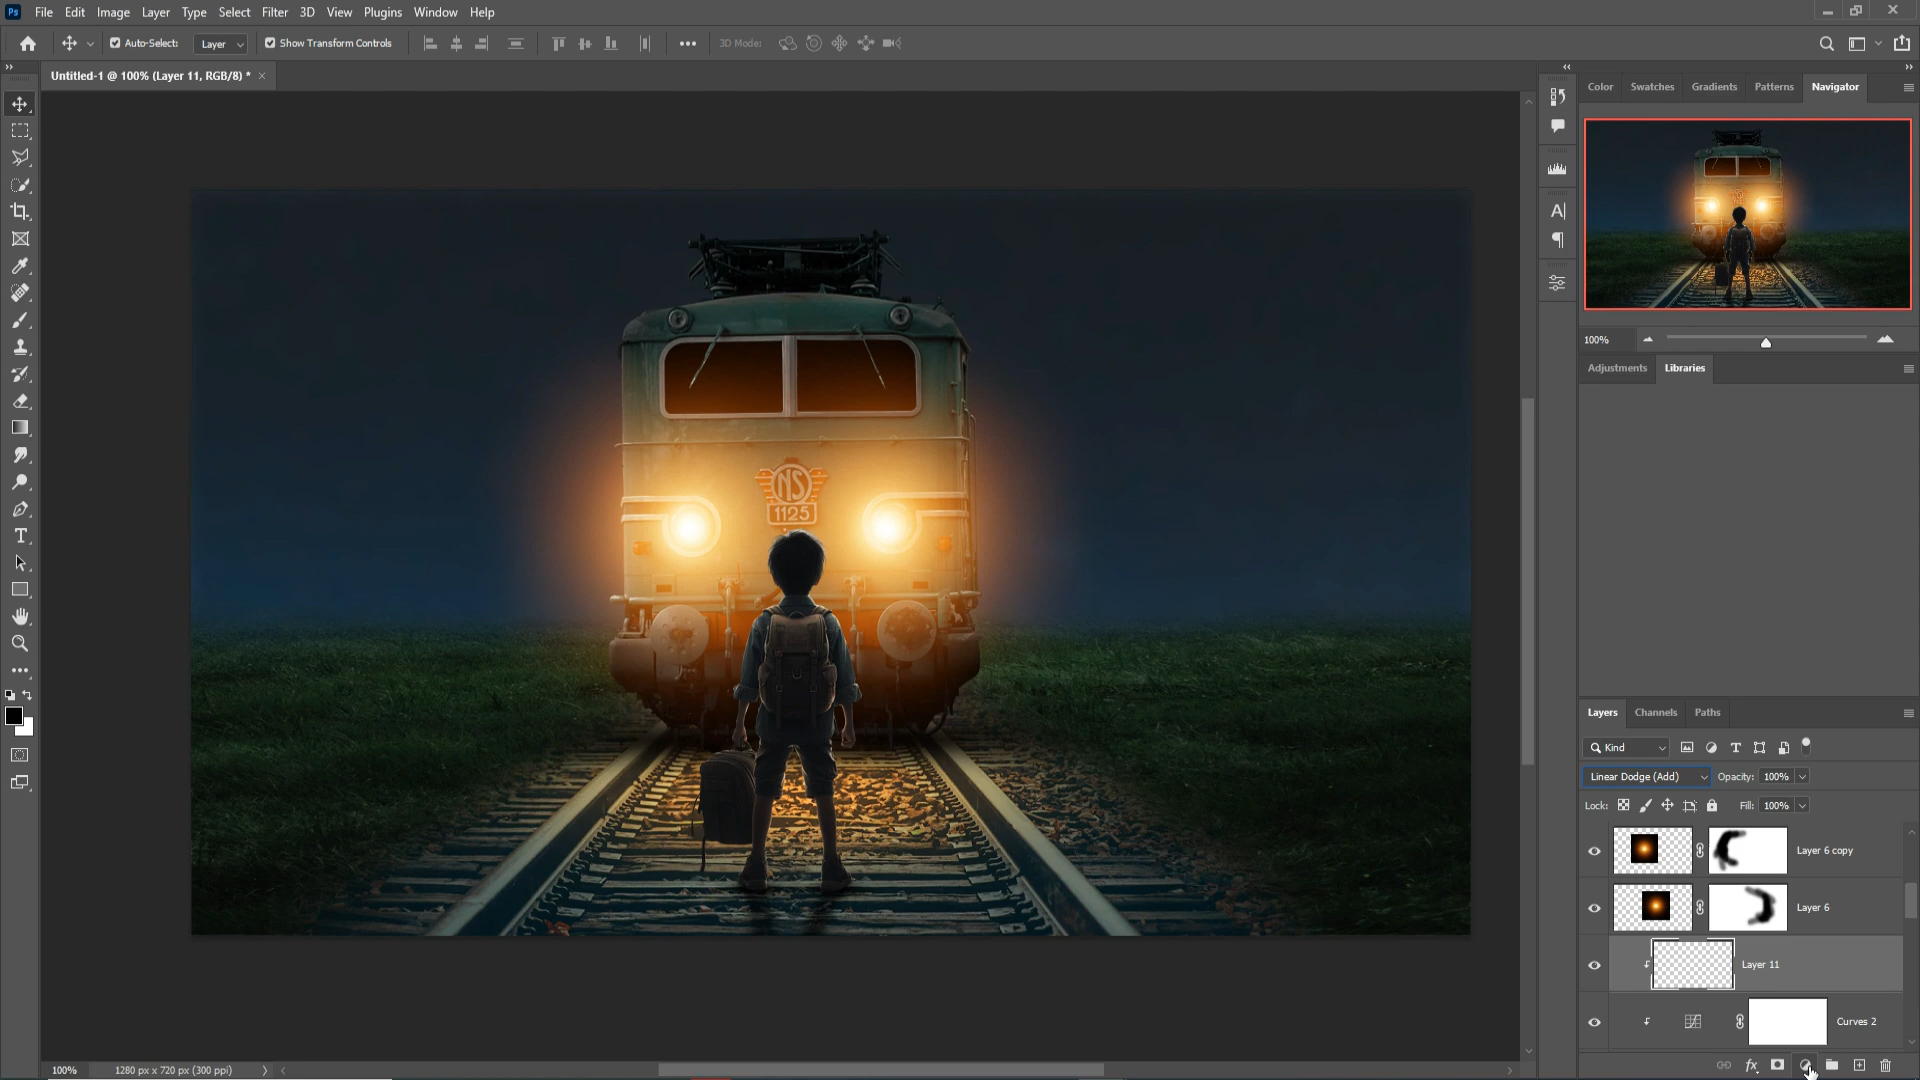 Ps File Edit Image Layer Type Select Filter 3D View Plugins Window Help
Auto-Select: Layer Show Transform Controls 3D Mode:
Untitled-1 @ 100% (Layer 11, RGB/8) * ×
Color Swatches Gradients Patterns Navigator
100%
Adjustments Libraries
NS
1125
Layers Channels Paths
Kind
Linear Dodge (Add) Opacity: 100%
Lock: Fill: 100%
Layer 6 copy
Layer 6
Layer 11
Curves 2
100% 1280 px x 720 px (300 ppi)